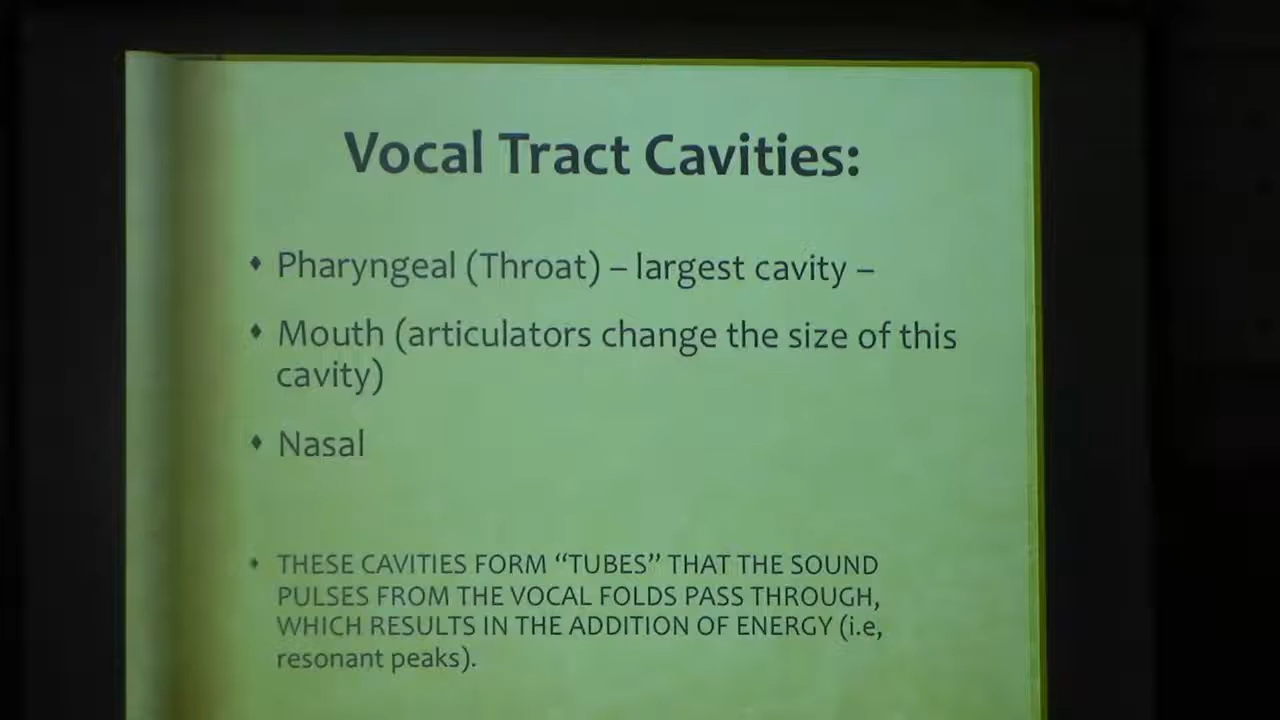 Vocal Tract Cavities:
• Pharyngeal (Throat) – largest cavity –
• Mouth (articulators change the size of this
cavity)
• Nasal
• THESE CAVITIES FORM “TUBES” THAT THE SOUND
PULSES FROM THE VOCAL FOLDS PASS THROUGH,
WHICH RESULTS IN THE ADDITION OF ENERGY (i.e,
resonant peaks).